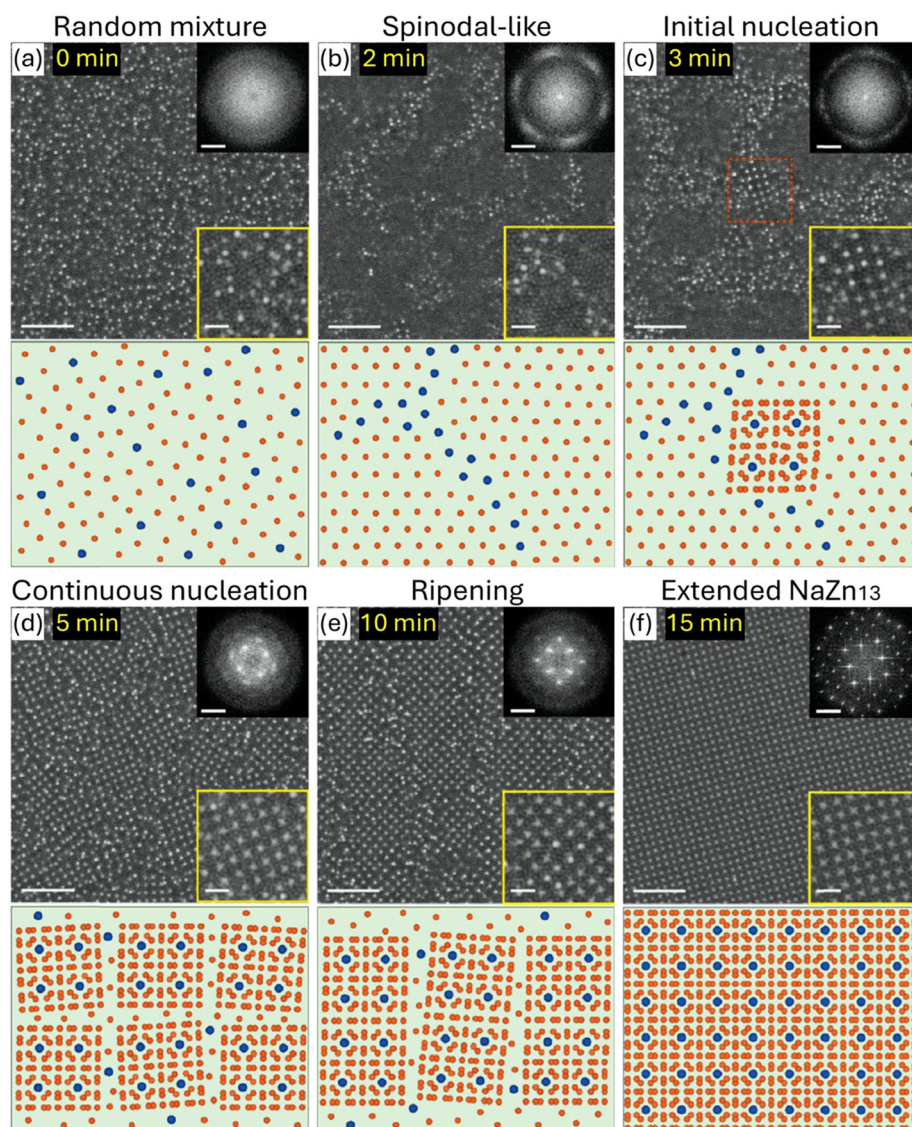 Random mixture
Spinodal-like
Initial nucleation
(a) 0 min
(b) 2 min
(c) 3 min
Continuous nucleation
Ripening
Extended NaZn13
(d) 5 min
(e) 10 min
(f) 15 min